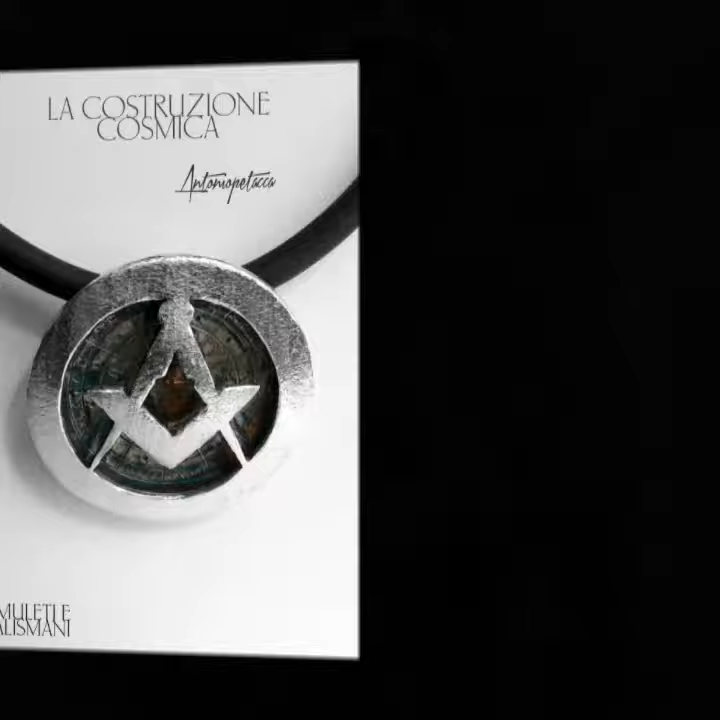 LA COSTRUZIONE
COSMICA
Antoniopetacca
MULETI E
ALISMANI